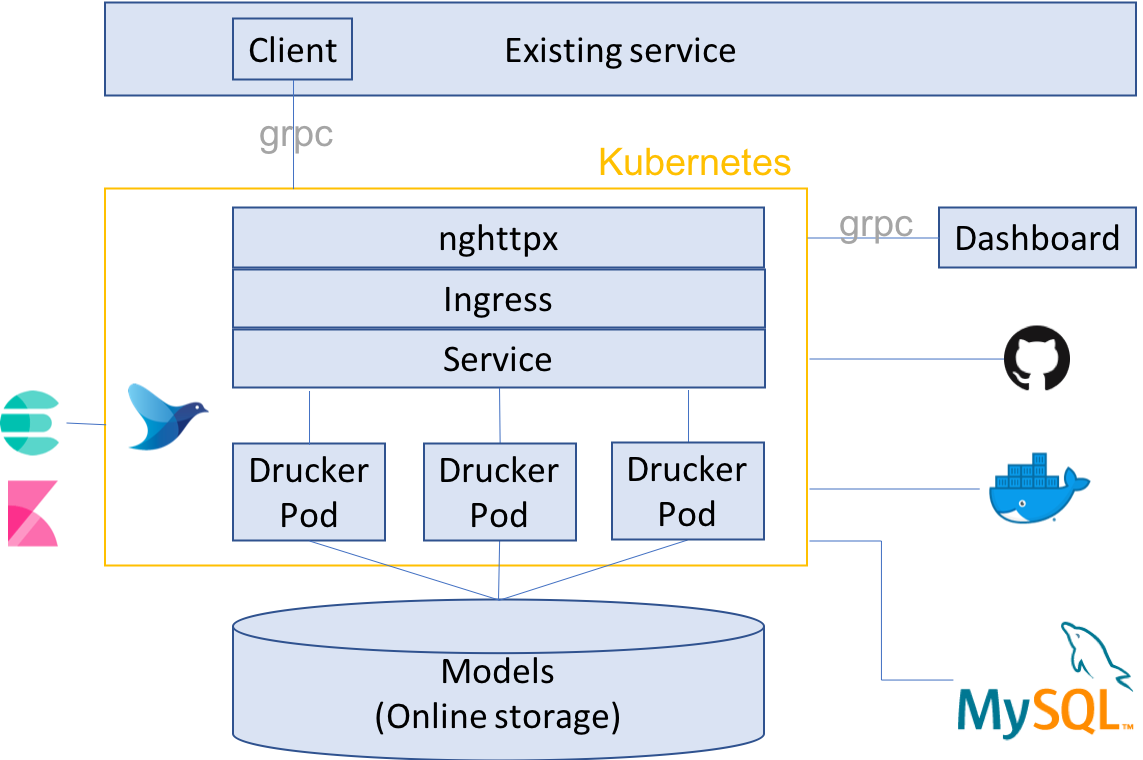 Client
Existing service
grpc
Kubernetes
nghttpx
grpc
Dashboard
Ingress
Service
Drucker
Pod
Drucker
Pod
Drucker
Pod
Models
(Online storage)
MySQL™